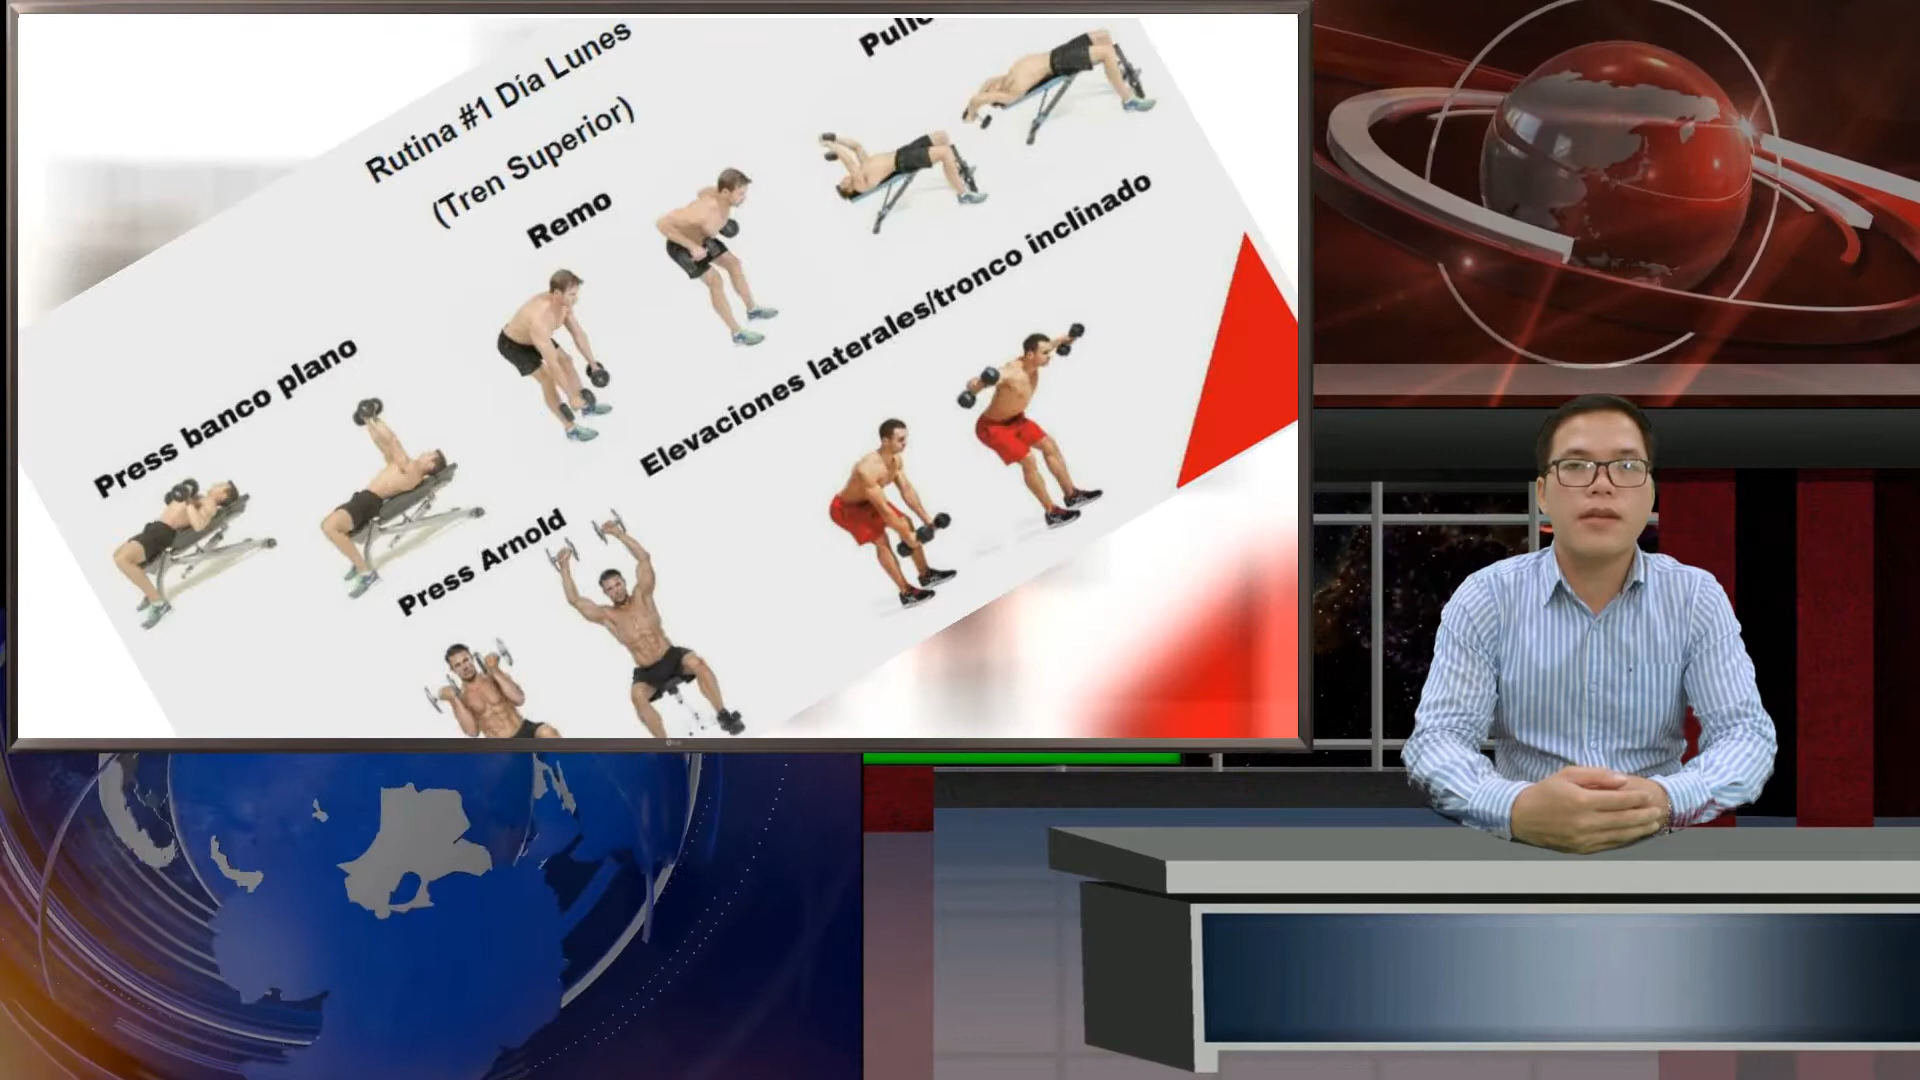 Rutina #1 Día Lunes
(Tren Superior)
Remo
Elevaciones laterales/tronco inclinado
Press banco plano
Press Arnold